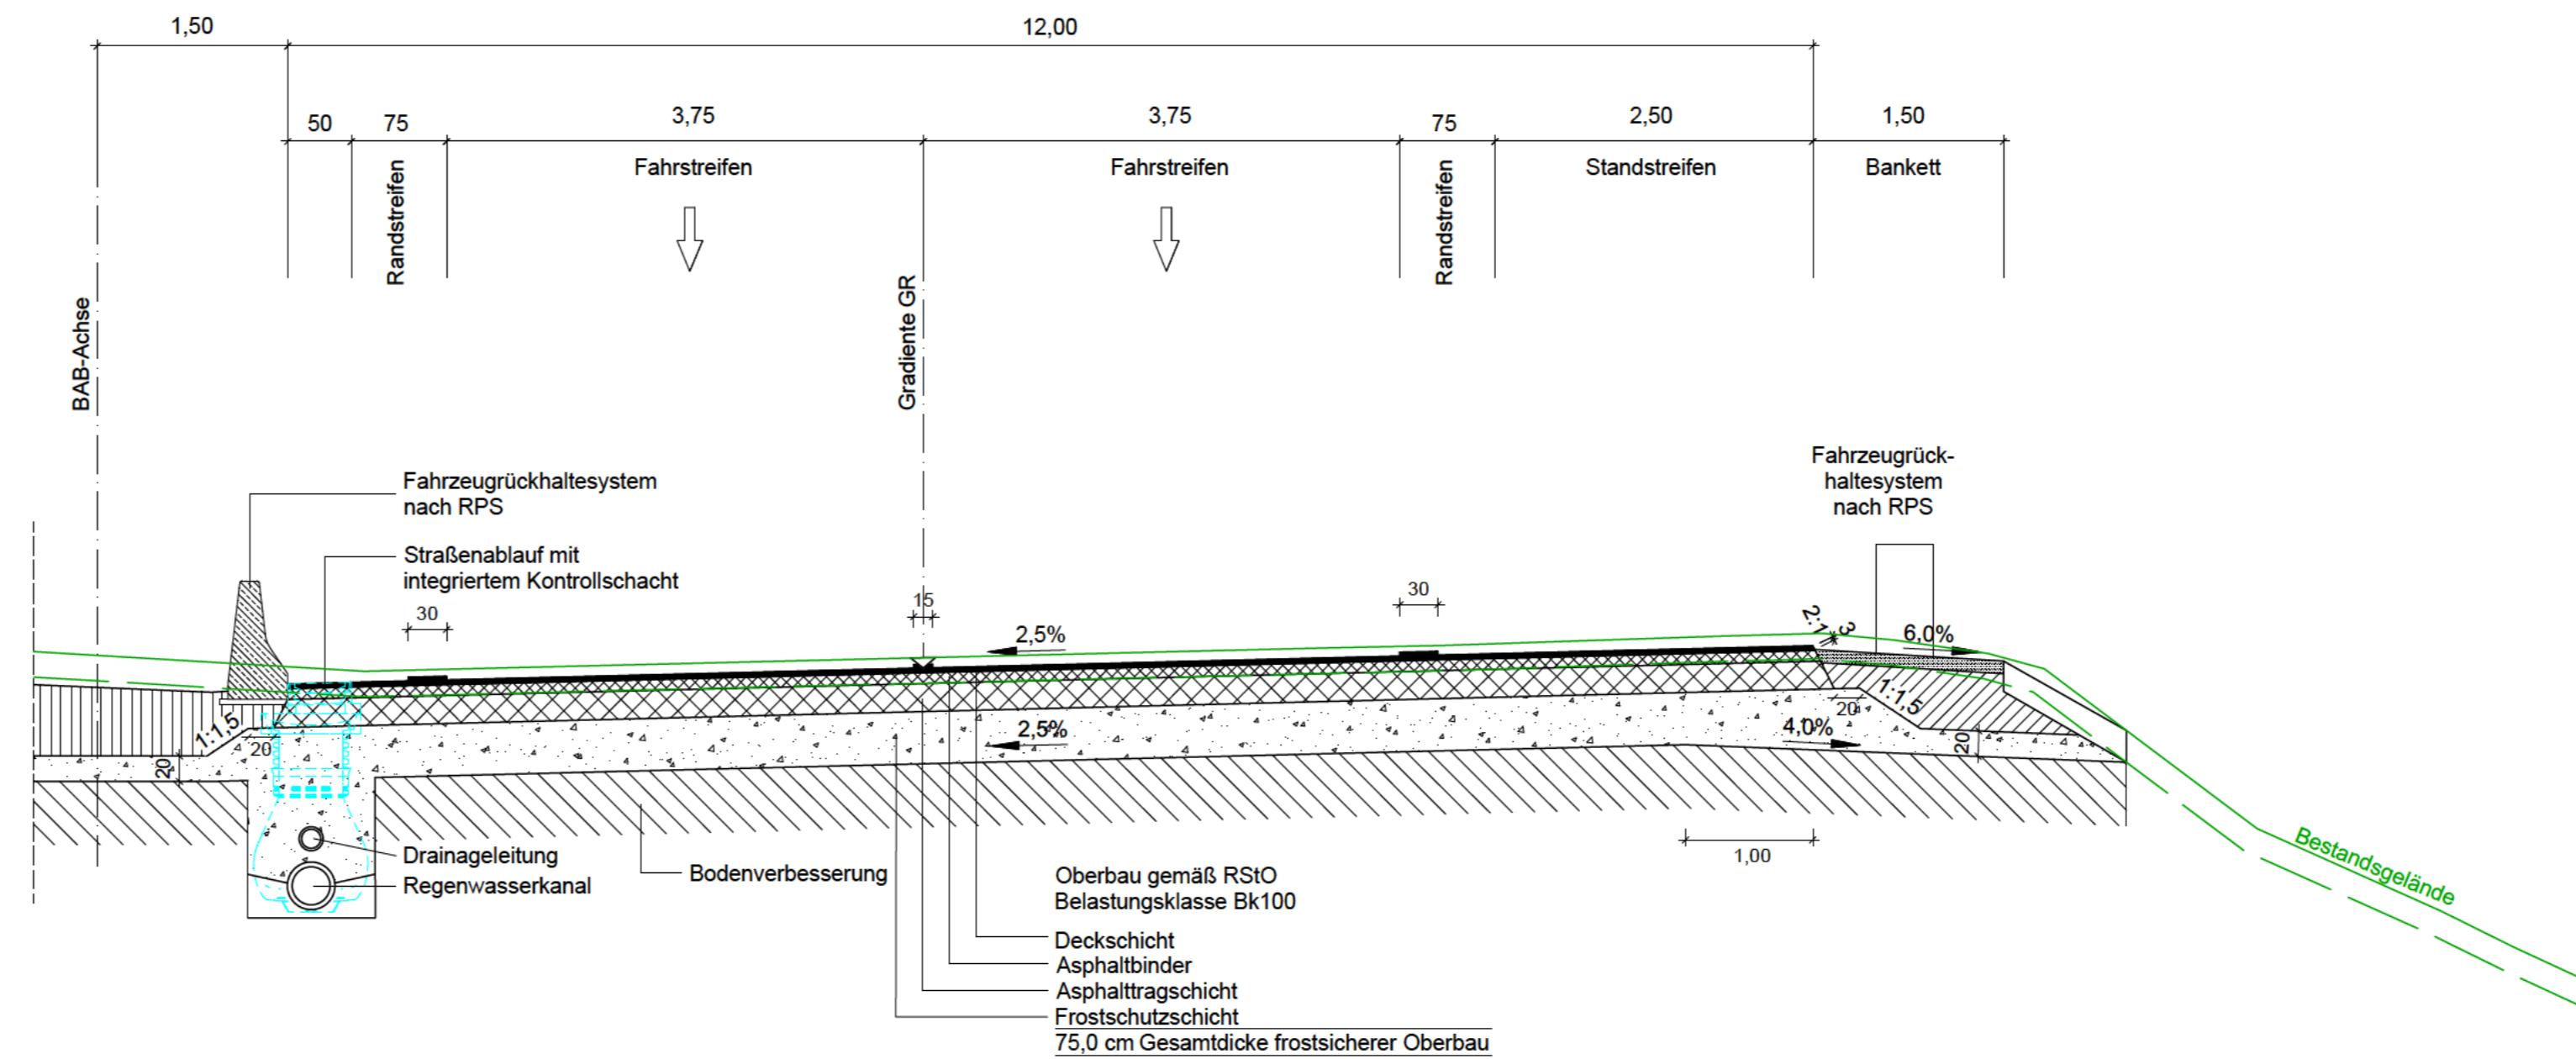 1,50
12,00
50
75
3,75
3,75
75
2,50
1,50
Randstreifen
Fahrstreifen
Fahrstreifen
Randstreifen
Standstreifen
Bankett
BAB-Achse
Gradiente GR
Fahrzeugrückhaltesystem
nach RPS
Straßenablauf mit
integriertem Kontrollschacht
Fahrzeugrück-
haltesystem
nach RPS
30
15
30
2,5%
2:1
3
6,0%
1:1,5
20
20
2,5%
4,0%
20
1:1,5
20
1,00
Drainageleitung
Regenwasserkanal
Bodenverbesserung
Oberbau gemäß RStO
Belastungsklasse Bk100
Deckschicht
Asphaltbinder
Asphalttragschicht
Frostschutzschicht
75,0 cm Gesamtdicke frostsicherer Oberbau
Bestandsgelände